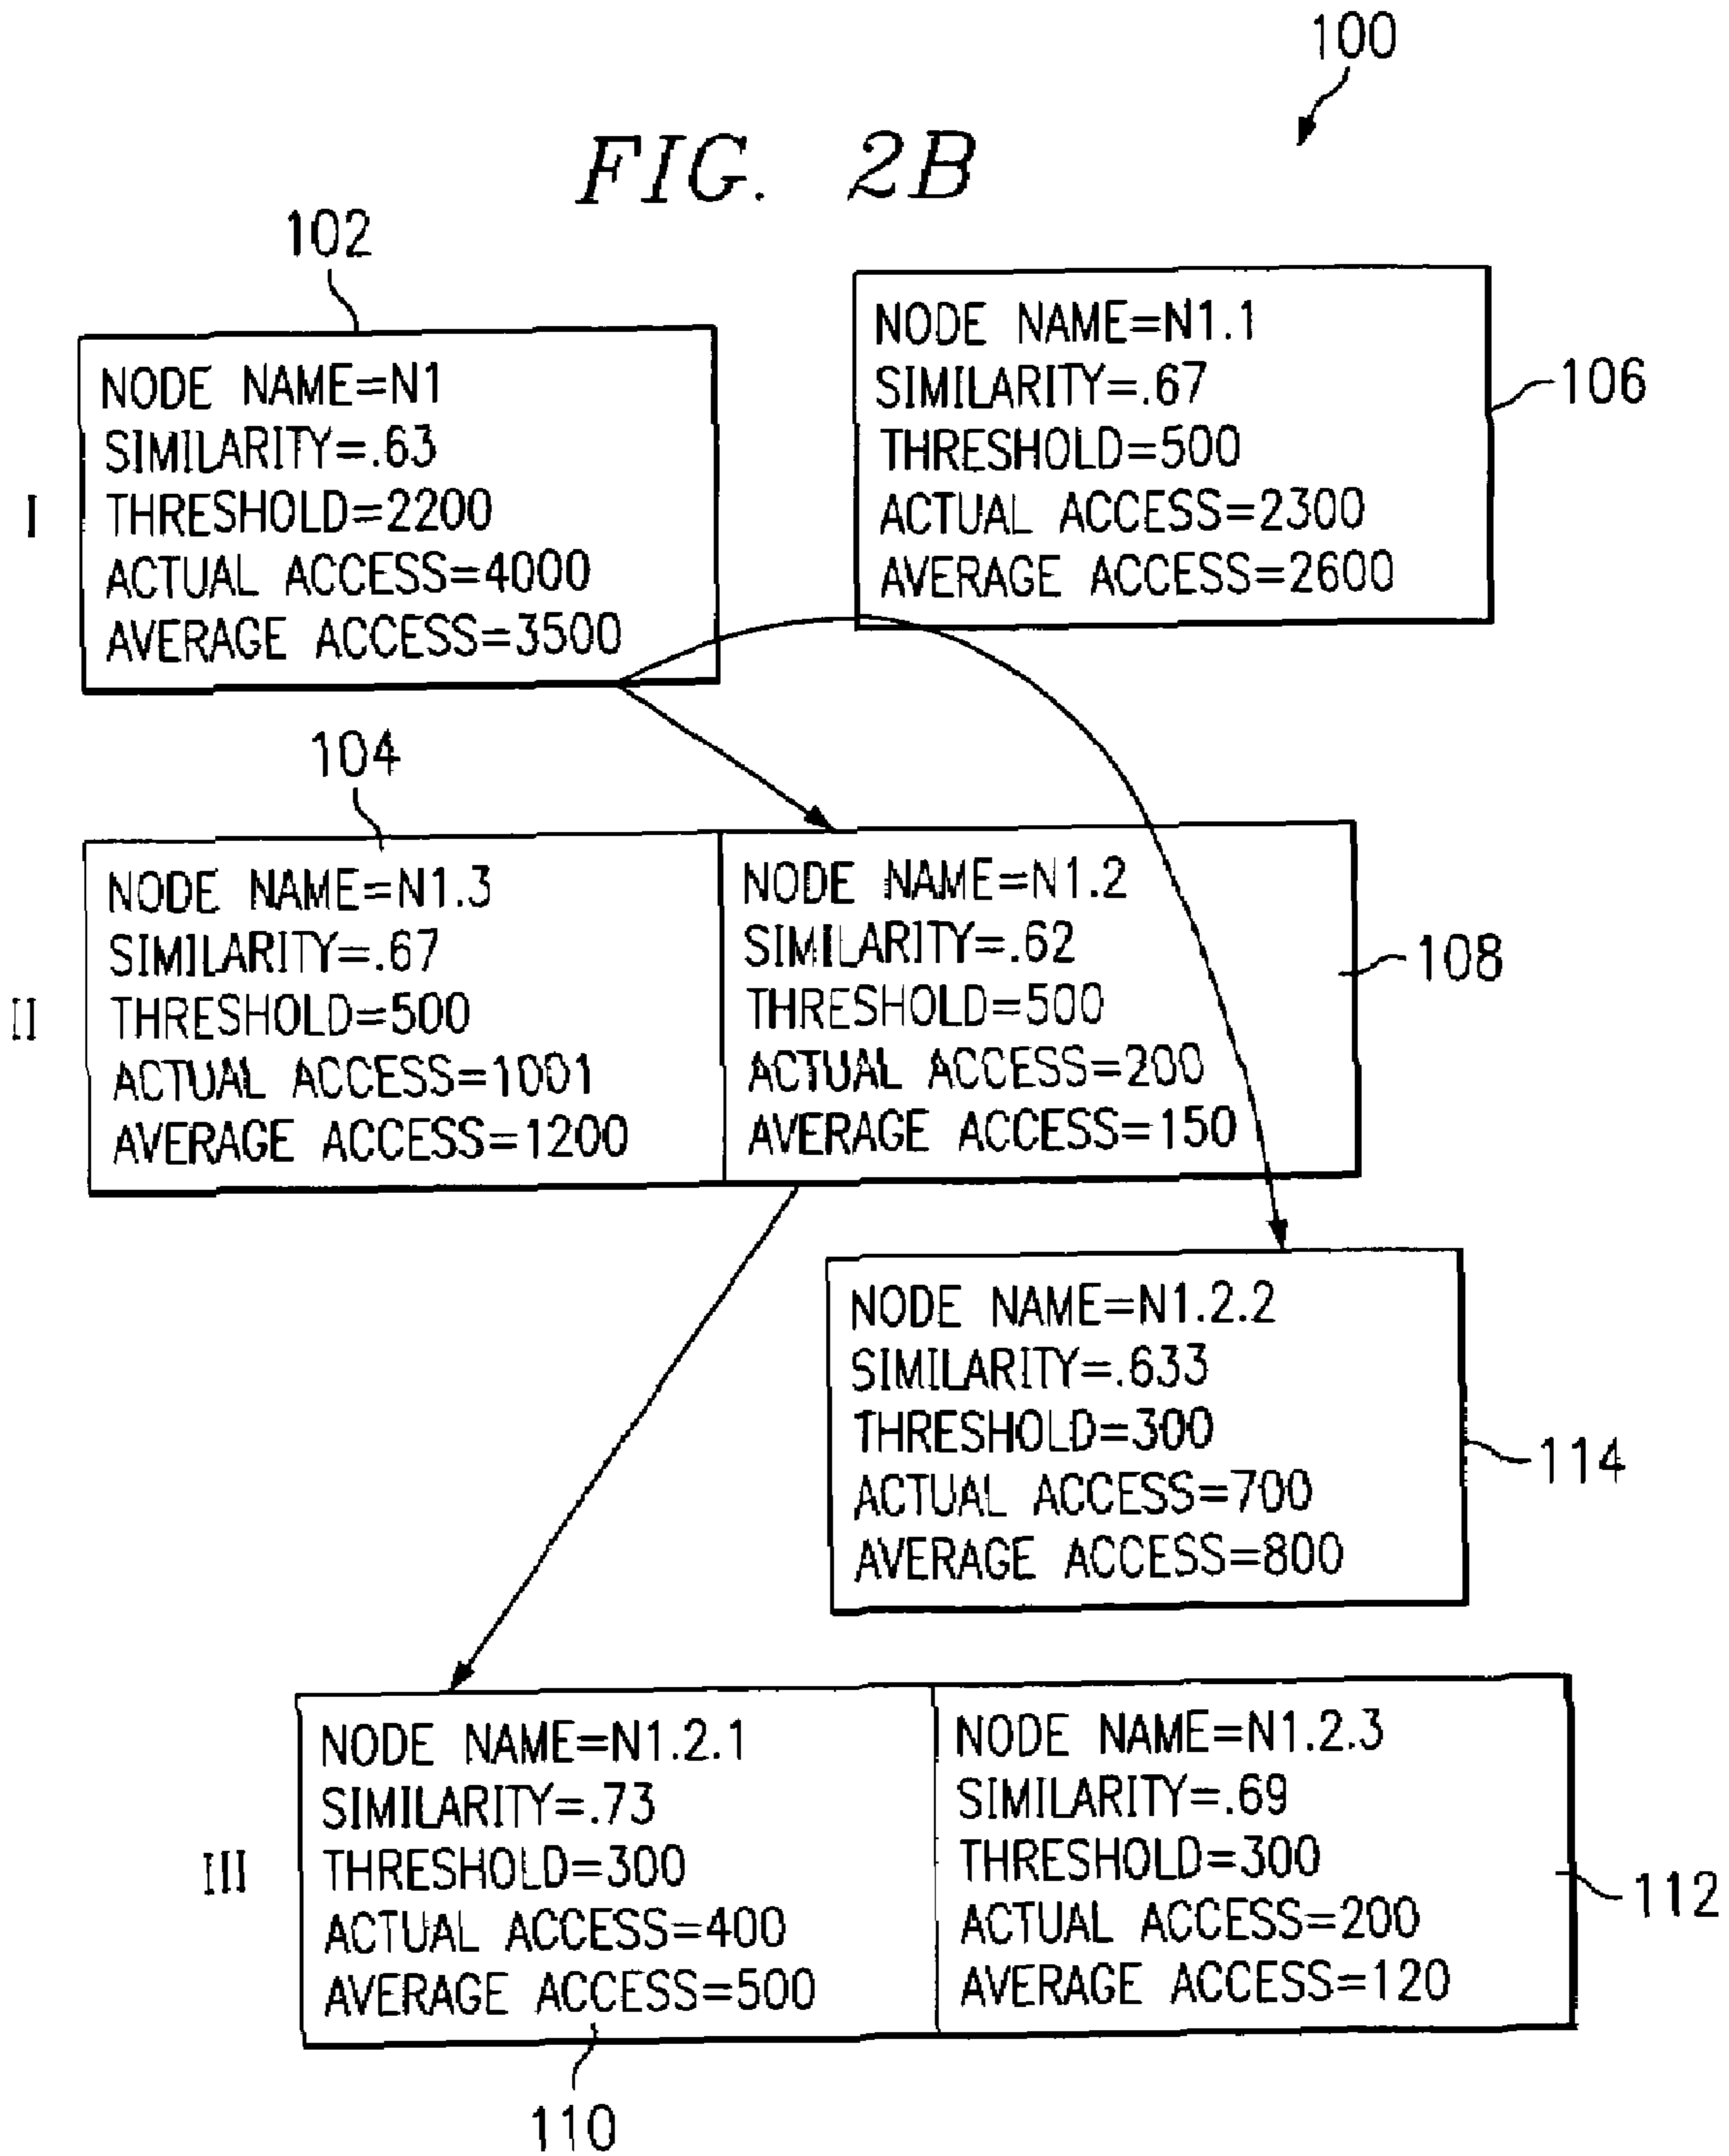 100
FIG. 2B
102
NODE NAME=N1
SIMILARITY=.63
THRESHOLD=2200
ACTUAL ACCESS=4000
AVERAGE ACCESS=3500
I
NODE NAME=N1.1
SIMILARITY=.67
THRESHOLD=500
ACTUAL ACCESS=2300
AVERAGE ACCESS=2600
106
104
NODE NAME=N1.3
SIMILARITY=.67
THRESHOLD=500
ACTUAL ACCESS=1001
AVERAGE ACCESS=1200
II
NODE NAME=N1.2
SIMILARITY=.62
THRESHOLD=500
ACTUAL ACCESS=200
AVERAGE ACCESS=150
108
NODE NAME=N1.2.2
SIMILARITY=.633
THRESHOLD=300
ACTUAL ACCESS=700
AVERAGE ACCESS=800
114
III
NODE NAME=N1.2.1
SIMILARITY=.73
THRESHOLD=300
ACTUAL ACCESS=400
AVERAGE ACCESS=500
110
NODE NAME=N1.2.3
SIMILARITY=.69
THRESHOLD=300
ACTUAL ACCESS=200
AVERAGE ACCESS=120
112